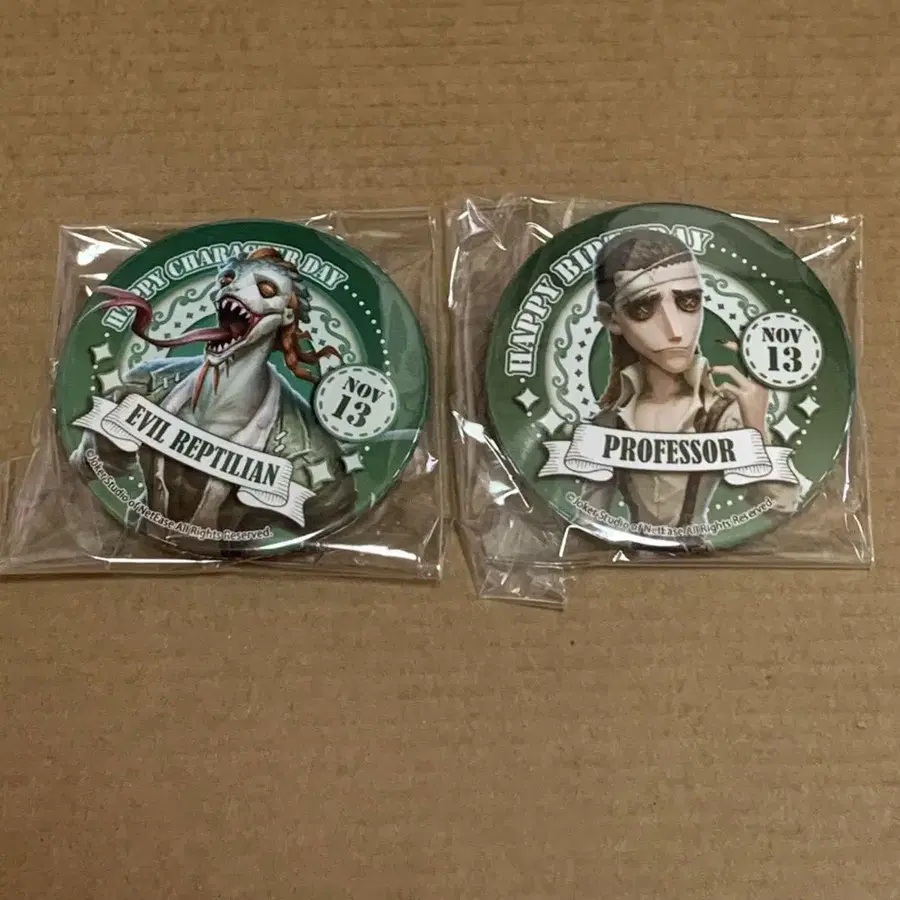 HAPPY CHARACTER DAY
NOV
13
EVIL REPTILIAN
©Joker Studio of NetEase All Rights Reserved.
HAPPY BIRTHDAY
NOV
13
PROFESSOR
©Joker Studio of NetEase All Rights Reserved.